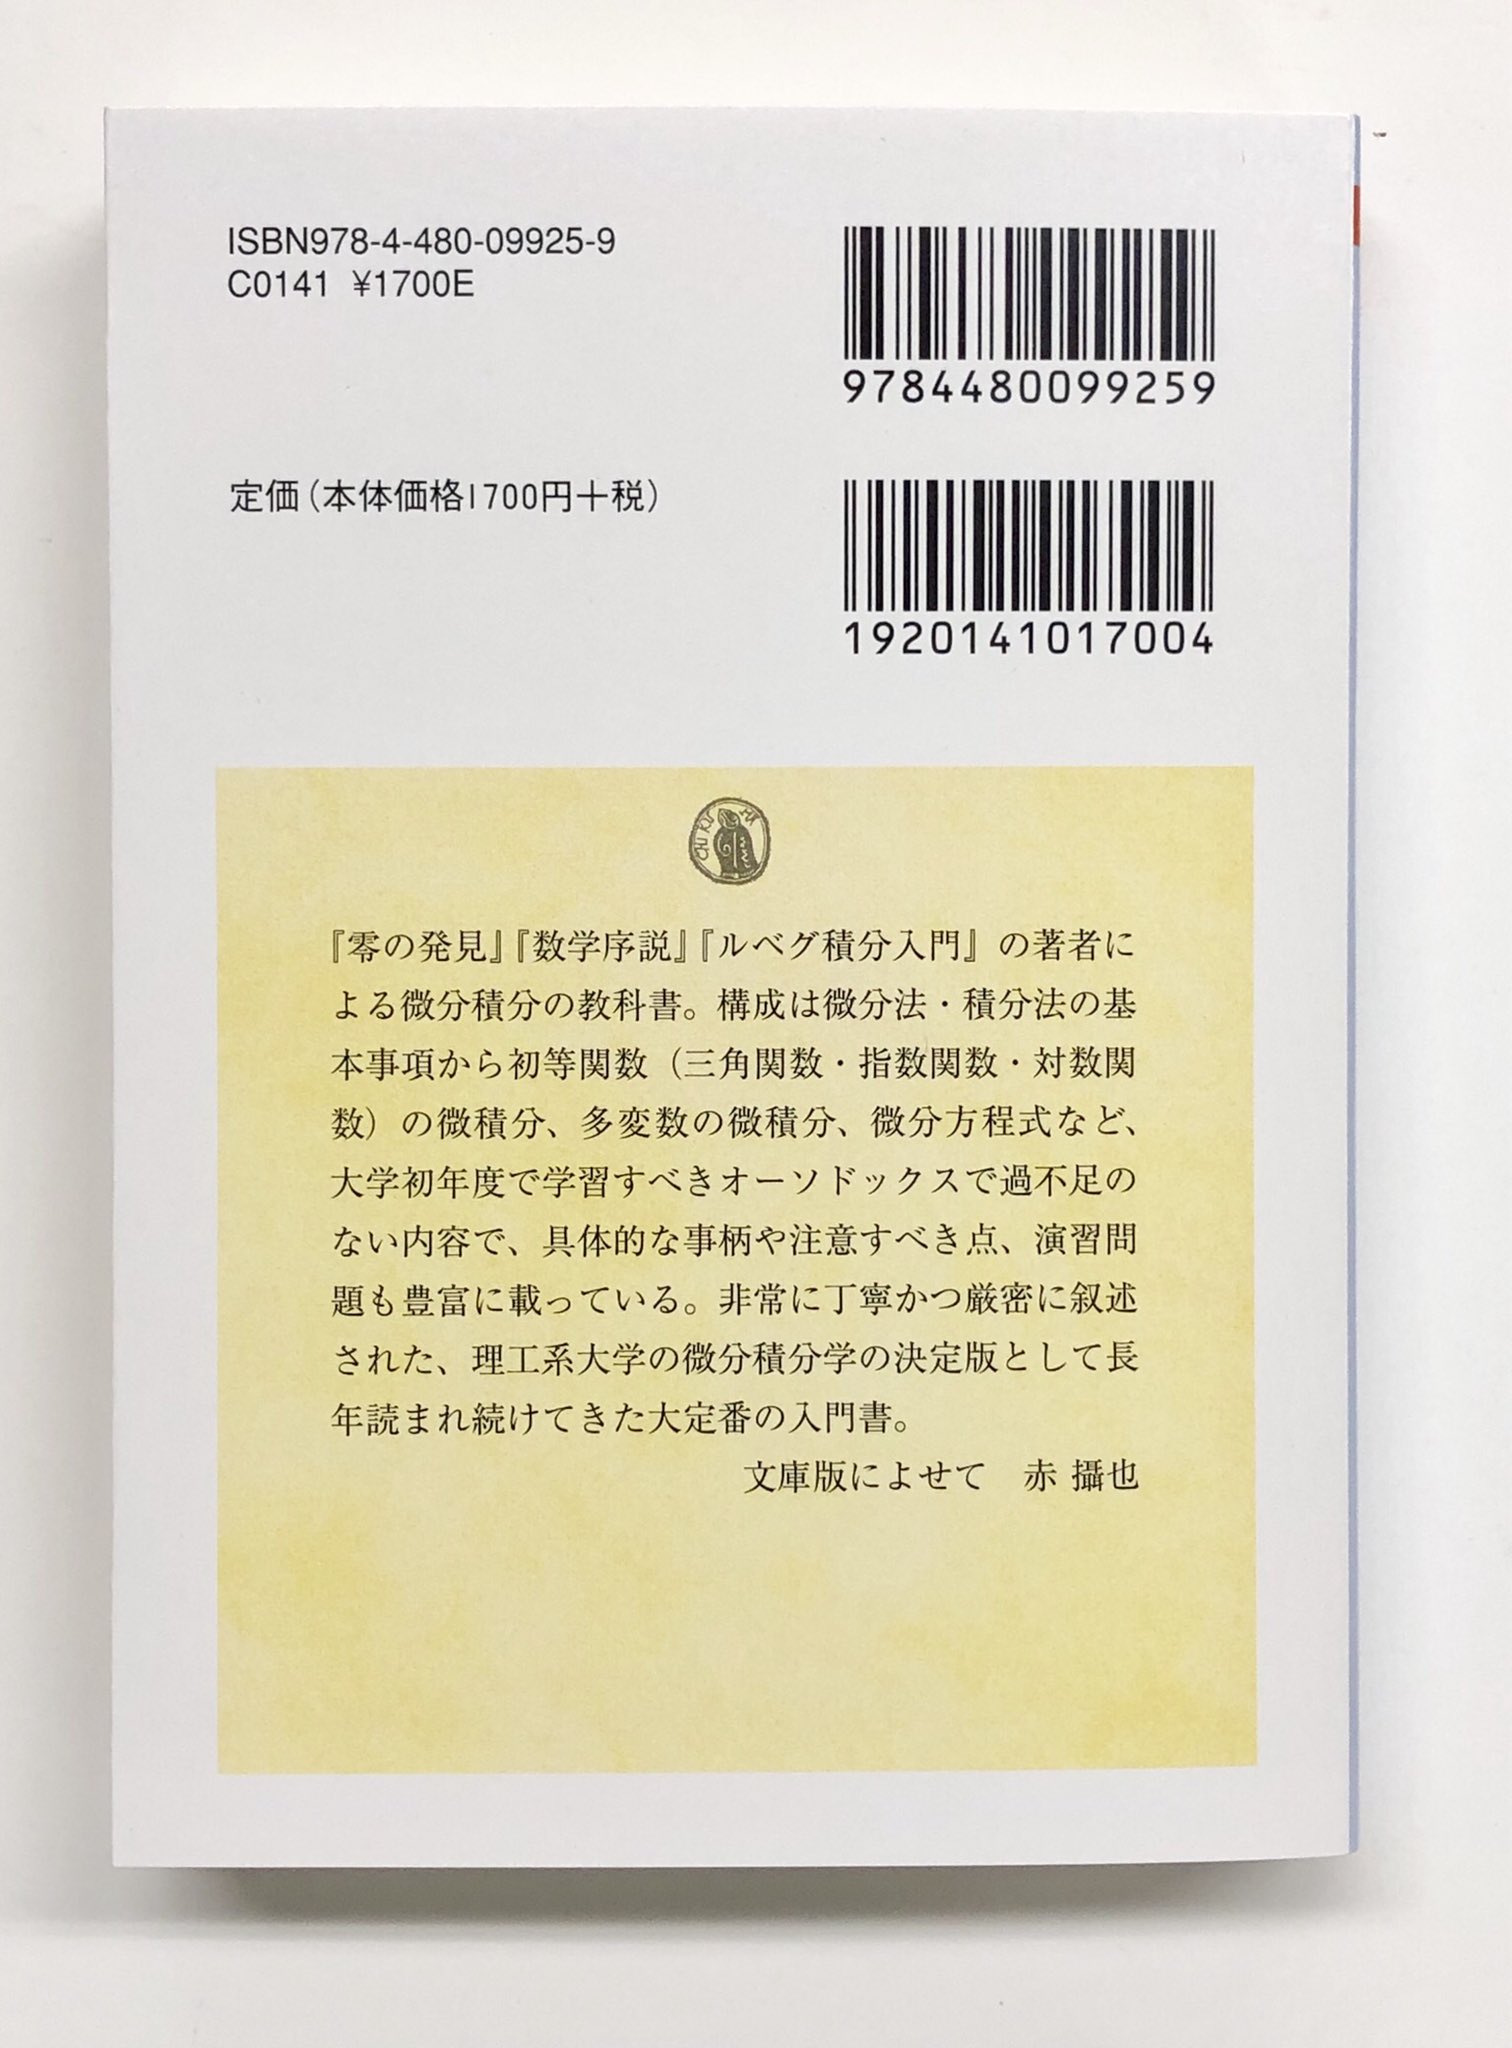 ISBN978-4-480-09925-9
C0141 ¥1700E
9784480099259
定価(本体価格1700円+税)
1920141017004
CHIKUMA
『零の発見』『数学序説』『ルベグ積分入門』の著者に
よる微分積分の教科書。構成は微分法・積分法の基
本事項から初等関数(三角関数・指数関数・対数関
数)の微積分、多変数の微積分、微分方程式など、
大学初年度で学習すべきオーソドックスで過不足の
ない内容で、具体的な事柄や注意すべき点、演習問
題も豊富に載っている。非常に丁寧かつ厳密に叙述
された、理工系大学の微分積分学の決定版として長
年読まれ続けてきた大定番の入門書。
文庫版によせて 赤 攝也